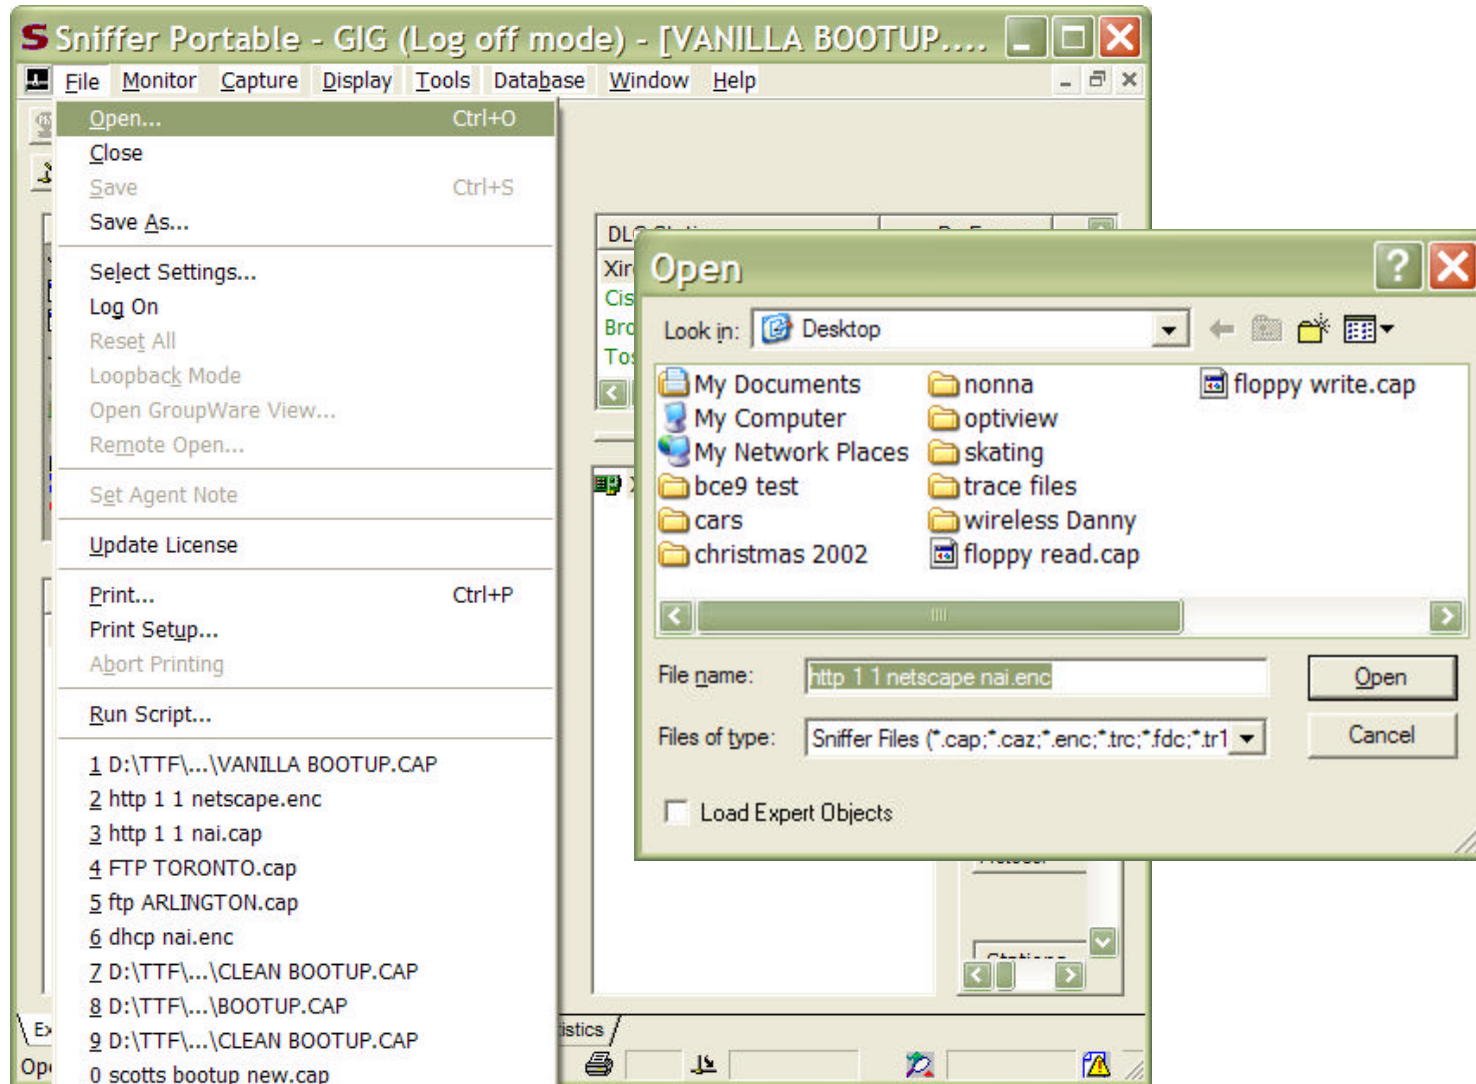 S Sniffer Portable - GIG (Log off mode) - [VANILLA BOOTUP....
File Monitor Capture Display Tools Database Window Help
Open... Ctrl+O
Close
Save Ctrl+S
Save As...
Select Settings...
Log On
Reset All
Loopback Mode
Open GroupWare View...
Remote Open...
Set Agent Note
Update License
Print... Ctrl+P
Print Setup...
Abort Printing
Run Script...
1 D:\TTF\...\VANILLA BOOTUP.CAP
2 http 1 1 netscape.enc
3 http 1 1 nai.cap
4 FTP TORONTO.cap
5 ftp ARLINGTON.cap
6 dhcp nai.enc
7 D:\TTF\...\CLEAN BOOTUP.CAP
8 D:\TTF\...\BOOTUP.CAP
9 D:\TTF\...\CLEAN BOOTUP.CAP
0 scotts bootup new.cap
Open
Look in: Desktop
My Documents
My Computer
My Network Places
bce9 test
cars
christmas 2002
nonna
optiview
skating
trace files
wireless Danny
floppy read.cap
floppy write.cap
File name: http 1 1 netscape nai.enc Open
Files of type: Sniffer Files (*.cap;*.caz;*.enc;*.trc;*.fdc;*.tr1 Cancel
Load Expert Objects